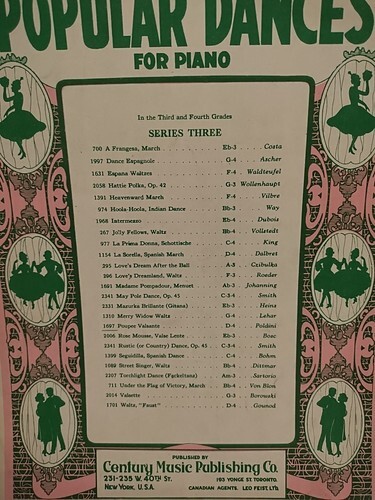 POPULAR DANCES
FOR PIANO
In the Third and Fourth Grades
SERIES THREE
700 A Frangesa, March Eb-3 Costa
1997 Danse Espagnole G-4 Ascher
1631 Espana Waltzes F-4 Waldteufel
2058 Hattie Polka, Op. 42 G-3 Wollenhaupt
1391 Heavenward March F-4 Vilbre
974 Hoola-Hoola, Indian Dance Bb-3 Way
1966 Intermezzo Eb-4 Dubois
367 Jolly Fellows, Waltz Bb-4 Vollstedt
977 La Prima Donna, Schottische C-4 King
1154 La Sorella, Spanish March D-4 Dalbret
295 Love's Dream After the Ball A-3 Czibulka
896 Love's Dreamland, Waltz F-3 Roeder
1691 Madame Pompadour, Menuet Ab-3 Johanning
2341 May Pole Dance, Op. 45 C-3-4 Smith
2331 Mazurka Brillante (Gitana) Eb-3 Heins
1210 Merry Widow Waltz G-4 Lehar
1697 Poupee Valsante D-4 Poldini
2006 Rose Mousse, Valse Lente Eb-3 Bosc
2341 Rustic (or Country) Dance, Op. 45 C-3-4 Smith
1399 Seguidilla, Spanish Dance C-4 Bohm
1089 Street Singer, Waltz Bb-4 Dittmar
2107 Torchlight Dance (Fackeltanz) Am-3 Sartorio
711 Under the Flag of Victory, March Bb-4 Von Blon
2014 Valsette G-3 Borowski
1701 Waltz, "Faust" D-4 Gounod
PUBLISHED BY
Century Music Publishing Co.
231-235 W. 40TH ST. 193 YONGE ST. TORONTO.
NEW YORK, U.S.A. CANADIAN AGENTS. LEO FEIST, LTD.